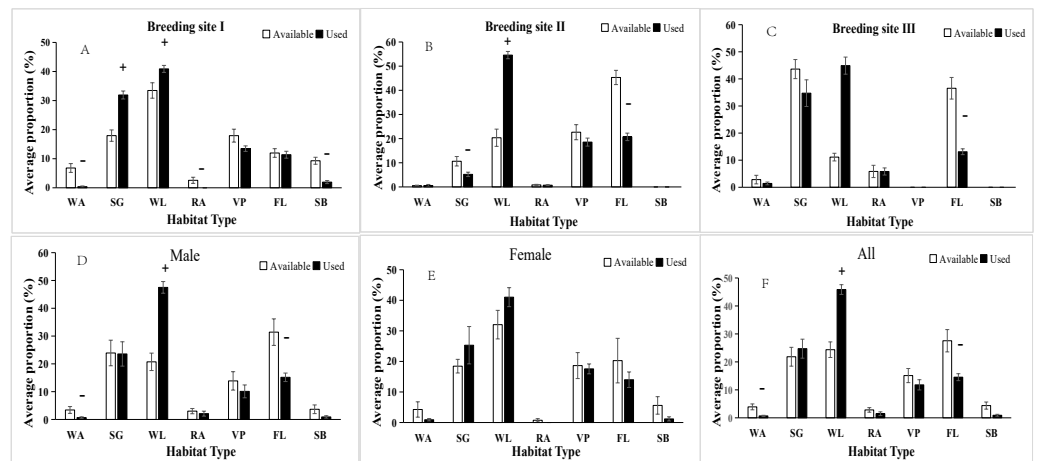 Breeding site I
A
+
+
-
-
-
Available Used
50
40
30
20
10
0
Average proportion (%)
WA SG WL RA VP FL SB
Habitat Type
Breeding site II
B
+
-
-
Available Used
60
50
40
30
20
10
0
Average proportion (%)
WA SG WL RA VP FL SB
Habitat Type
Breeding site III
C
-
Available Used
60
50
40
30
20
10
0
Average proportion (%)
WA SG WL RA VP FL SB
Habitat Type
Male
D
+
-
-
Available Used
60
50
40
30
20
10
0
Average proportion (%)
WA SG WL RA VP FL SB
Habitat Type
Female
E
Available Uesd
50
40
30
20
10
0
Average proportion (%)
WA SG WL RA VP FL SB
Habitat Type
All
F
+
-
-
Available Used
50
40
30
20
10
0
Average proportion (%)
WA SG WL RA VP FL SB
Habitat Type